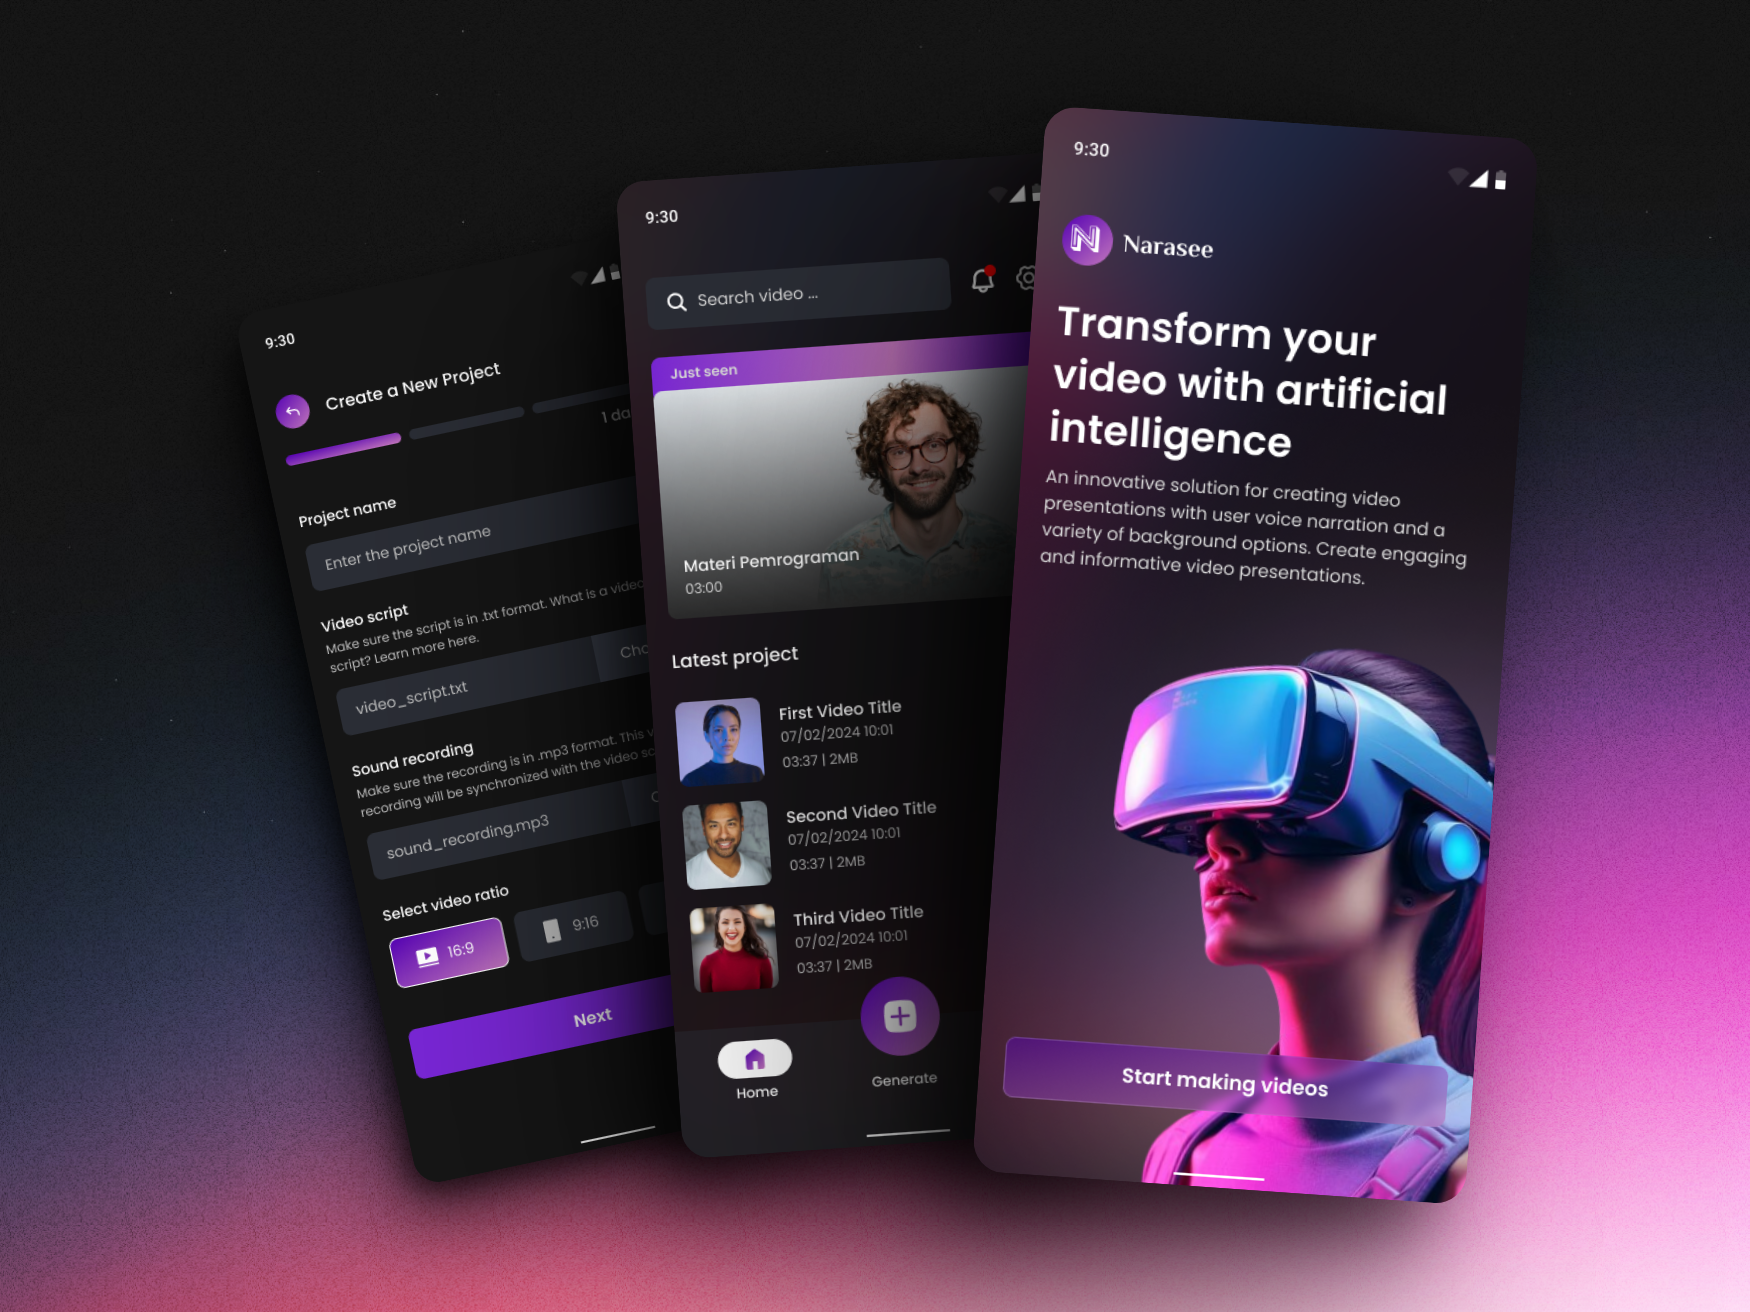 9:30
Create a New Project
1
Project name
Enter the project name
Video script
Make sure the script is in .txt format. What is a video
script? Learn more here.
video_script.txt
Sound recording
Make sure the recording is in .mp3 format. This
recording will be synchronized with the video
sound_recording.mp3
Select video ratio
16:9
9:16
Next
9:30
Search video ...
Just seen
Materi Pemrograman
03:00
Latest project
First Video Title
07/02/2024 10:01
03:37 | 2MB
Second Video Title
07/02/2024 10:01
03:37 | 2MB
Third Video Title
07/02/2024 10:01
03:37 | 2MB
Home
Generate
9:30
N Narasee
Transform your
video with artificial
intelligence
An innovative solution for creating video
presentations with user voice narration and a
variety of background options. Create engaging
and informative video presentations.
Start making videos